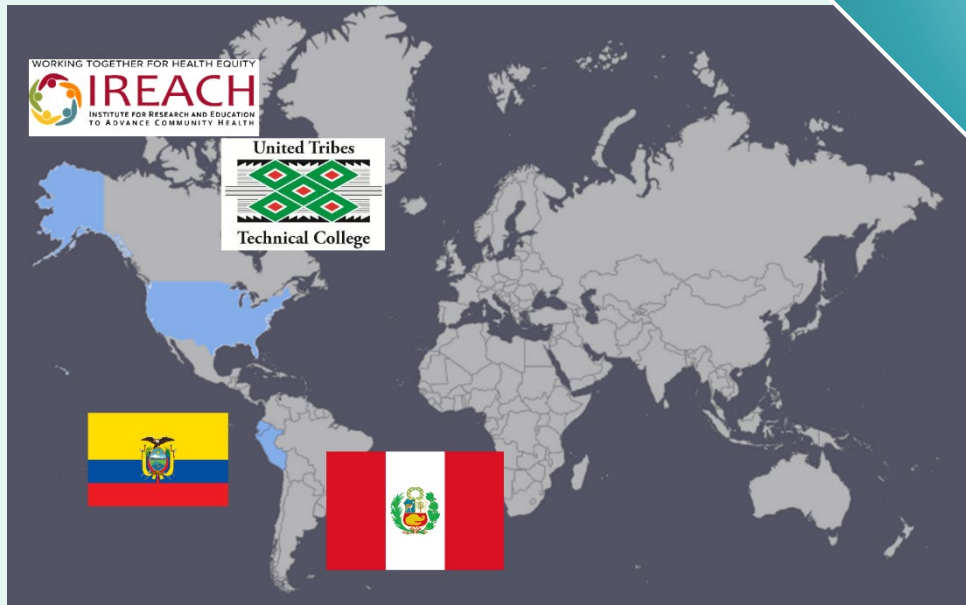 WORKING TOGETHER FOR HEALTH EQUITY
IREACH
INSTITUTE FOR RESEARCH AND EDUCATION
TO ADVANCE COMMUNITY HEALTH
United Tribes
Technical College